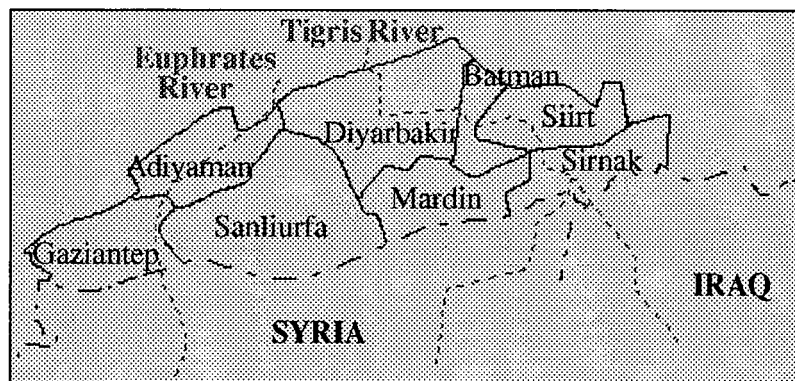 Tigris River
Euphrates
River
Batman
Siirt
Diyarbakir
Sirnak
Adiyaman
Mardin
Sanliurfa
Gaziantep
IRAQ
SYRIA